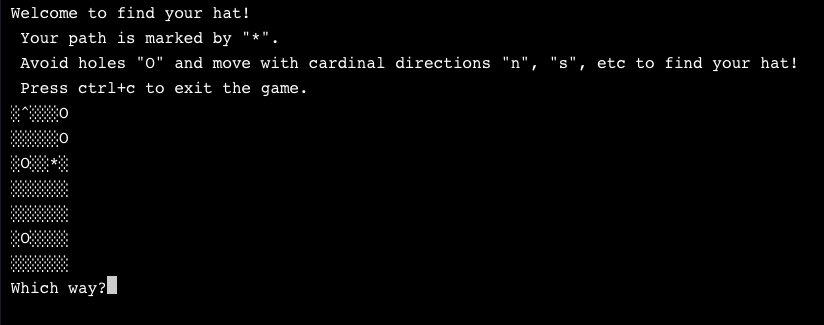 Welcome to find your hat!
Your path is marked by "*".
Avoid holes "O" and move with cardinal directions "n", "s", etc to find your hat!
Press ctrl+c to exit the game.
░^░░░O
░░░░░O
░O░░*░
░░░░░░
░░░░░░
░O░░░░
░░░░░░
Which way?